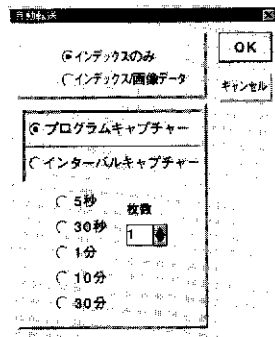 自動転送
インデックスのみ
インデックス/画像データ
OK
キャンセル
プログラムキャプチャー
インターバルキャプチャー
5秒
30秒
1分
10分
30分
枚数
1